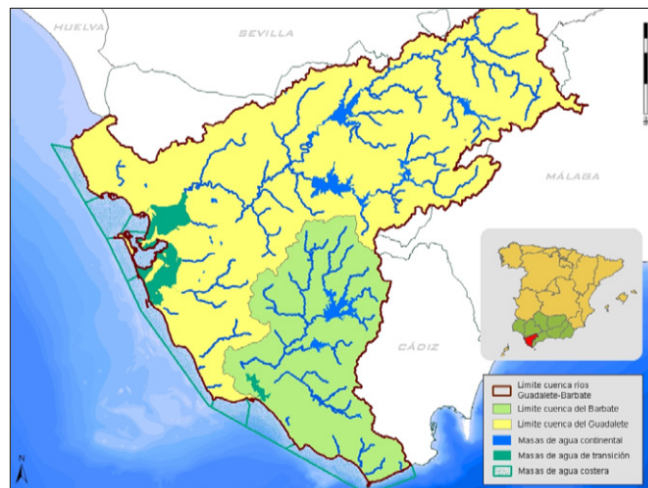 HUELVA
SEVILLA
MÁLAGA
CÁDIZ
Límite cuenca ríos
Guadalete-Barbate
Límite cuenca del Barbate
Límite cuenca del Guadalete
Masas de agua continental
Masas de agua de transición
Masas de agua costera
N